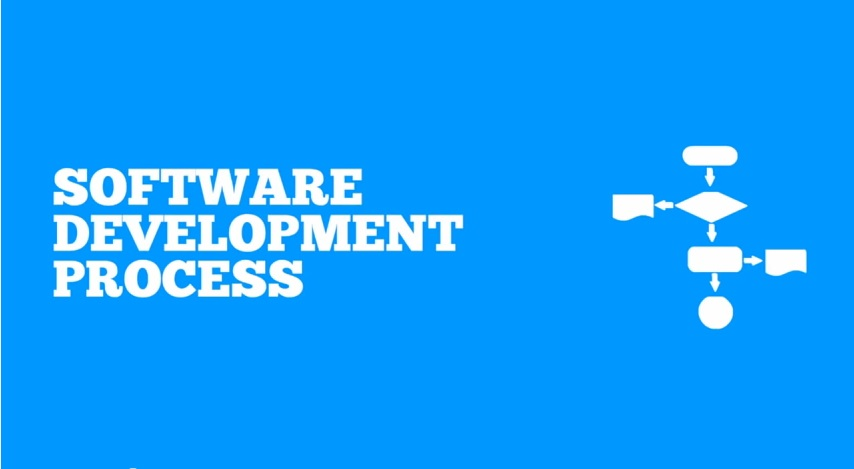 SOFTWARE
DEVELOPMENT
PROCESS